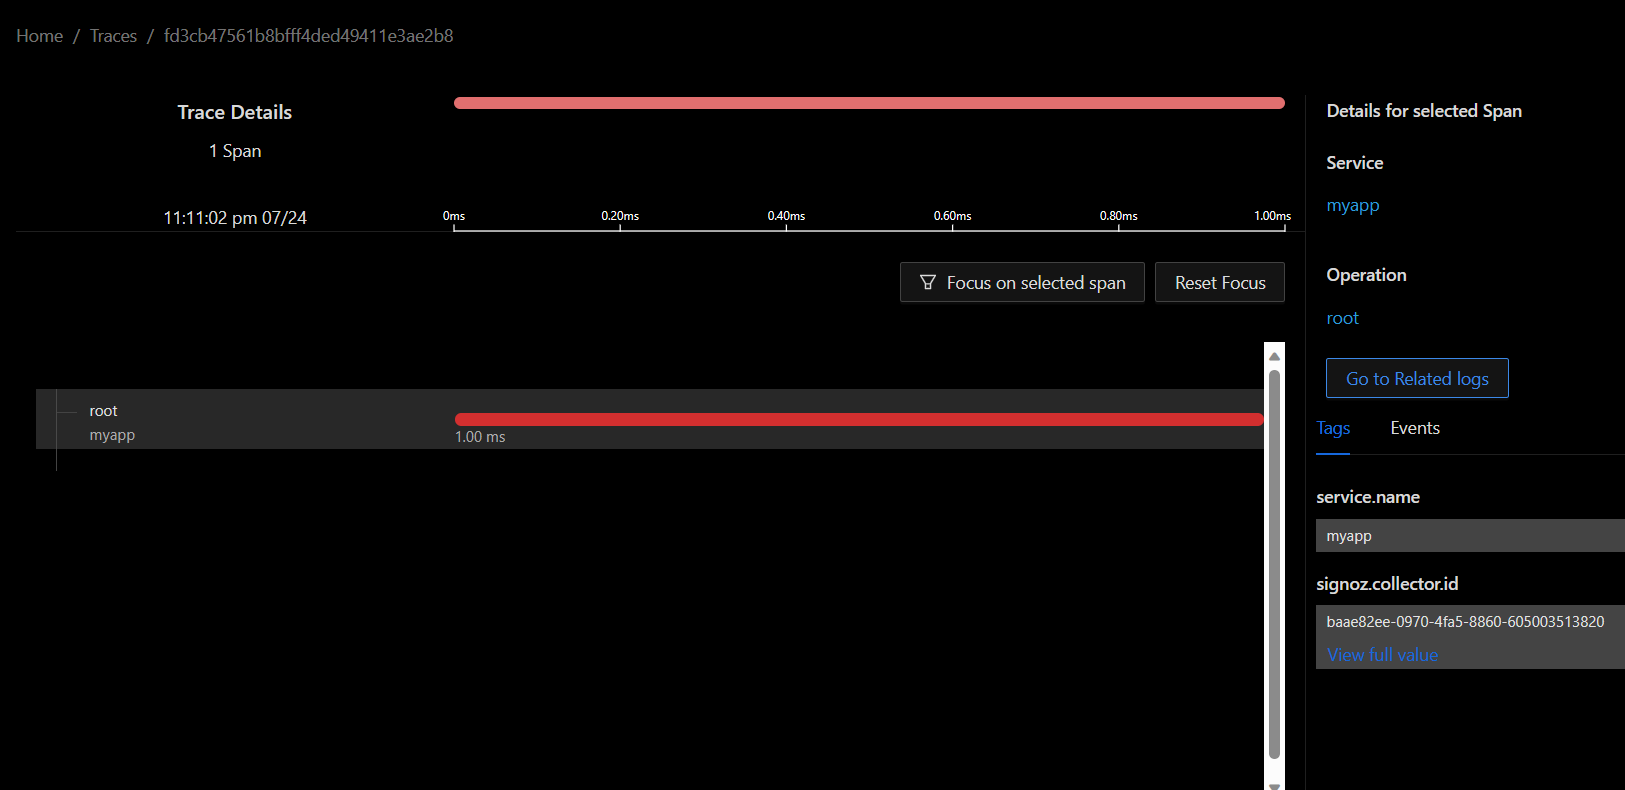 Home / Traces / fd3cb47561b8bfff4ded49411e3ae2b8
Trace Details
1 Span
11:11:02 pm 07/24
0ms 0.20ms 0.40ms 0.60ms 0.80ms 1.00ms
Focus on selected span Reset Focus
root
myapp
1.00 ms
Details for selected Span
Service
myapp
Operation
root
Go to Related logs
Tags Events
service.name
myapp
signoz.collector.id
baae82ee-0970-4fa5-8860-605003513820
View full value